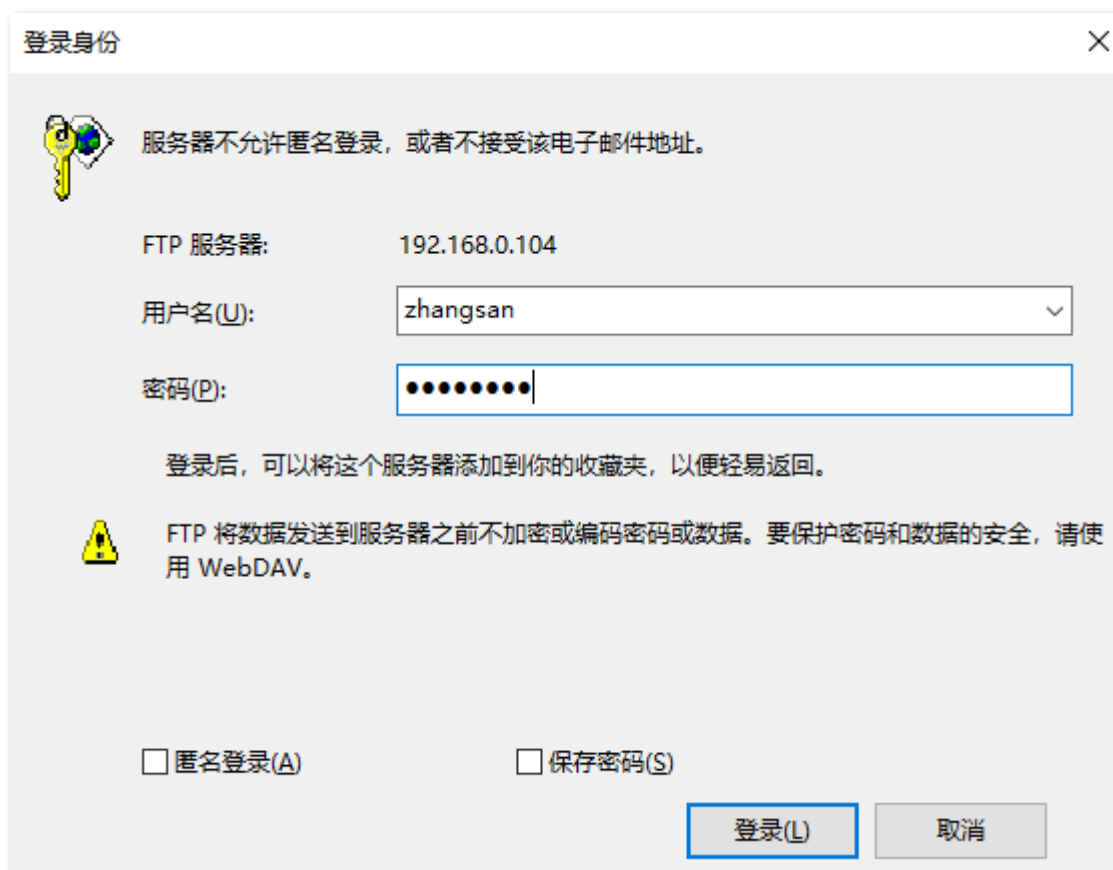 登录身份
服务器不允许匿名登录，或者不接受该电子邮件地址。
FTP 服务器: 192.168.0.104
用户名(U): zhangsan
密码(P): ●●●●●●●●
登录后，可以将这个服务器添加到你的收藏夹，以便轻易返回。
FTP 将数据发送到服务器之前不加密或编码密码或数据。要保护密码和数据的安全，请使
用 WebDAV。
匿名登录(A) 保存密码(S)
登录(L) 取消